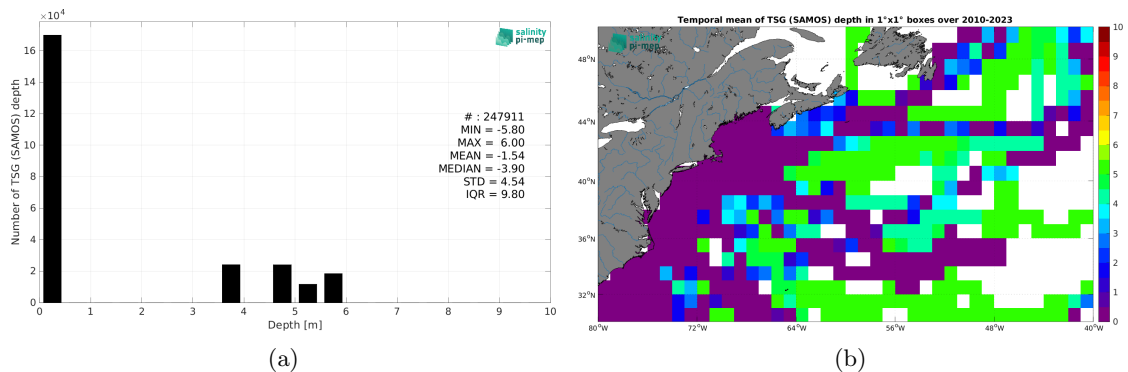 ×10⁴
salinity
pi-mep
16
14
12
10
8
6
4
2
0
Number of TSG (SAMOS) depth
# : 247911
MIN = -5.80
MAX = 6.00
MEAN = -1.54
MEDIAN = -3.90
STD = 4.54
IQR = 9.80
0 1 2 3 4 5 6 7 8 9 10
Depth [m]
(a)
Temporal mean of TSG (SAMOS) depth in 1°x1° boxes over 2010-2023
salinity
pi-mep
48°N
44°N
40°N
36°N
32°N
80°W 72°W 64°W 56°W 48°W 40°W
10
9
8
7
6
5
4
3
2
1
0
(b)